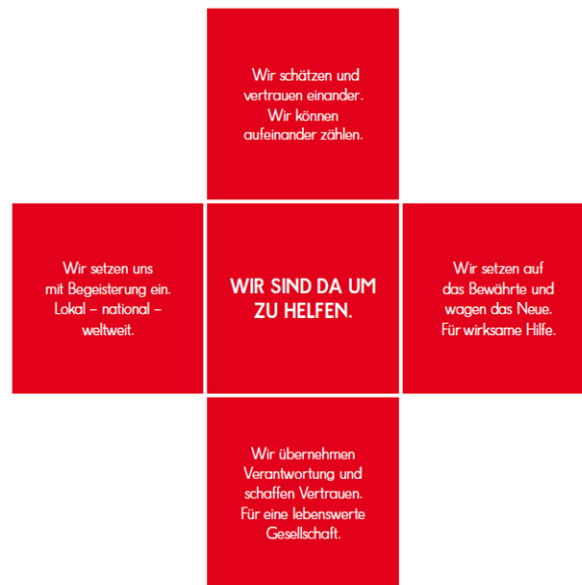 Wir schätzen und
vertrauen einander.
Wir können
aufeinander zählen.
Wir setzen uns
mit Begeisterung ein.
Lokal – national –
weltweit.
WIR SIND DA UM
ZU HELFEN.
Wir setzen auf
das Bewährte und
wagen das Neue.
Für wirksame Hilfe.
Wir übernehmen
Verantwortung und
schaffen Vertrauen.
Für eine lebenswerte
Gesellschaft.